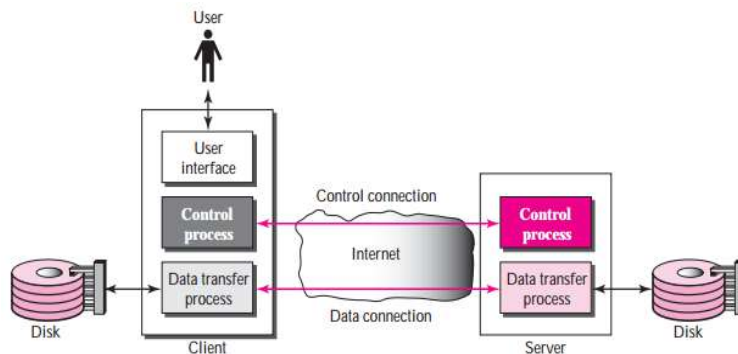 User
User
interface
Control connection
Control
process
Control
process
Internet
Data transfer
process
Data transfer
process
Disk
Data connection
Disk
Client
Server